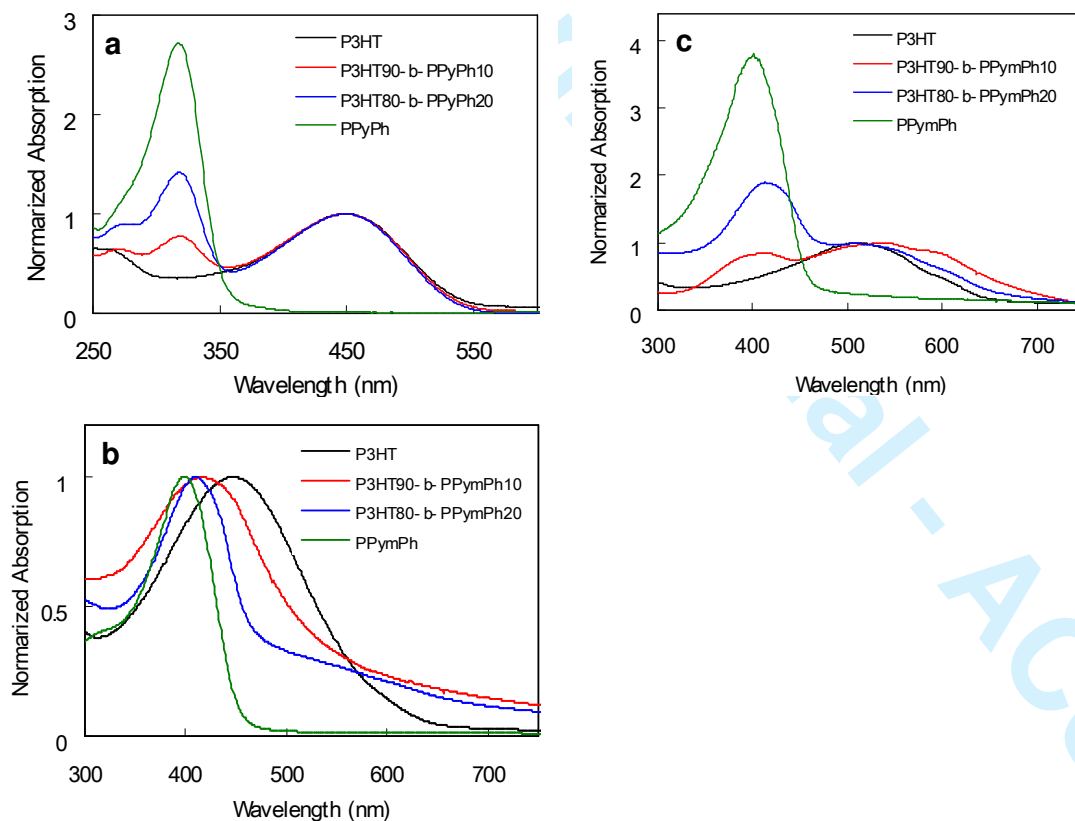 a
3
2
1
0
250
350
450
550
Normarized Absorption
Wavelength (nm)
P3HT
P3HT90- b- PPyPh10
P3HT80- b- PPyPh20
PPyPh
c
4
3
2
1
0
300
400
500
600
700
Normarized Absorption
Wavelength (nm)
P3HT
P3HT90- b- PPymPh10
P3HT80- b- PPymPh20
PPymPh
b
1
0.5
0
300
400
500
600
700
Normarized Absorption
Wavelength (nm)
P3HT
P3HT90- b- PPymPh10
P3HT80- b- PPymPh20
PPymPh